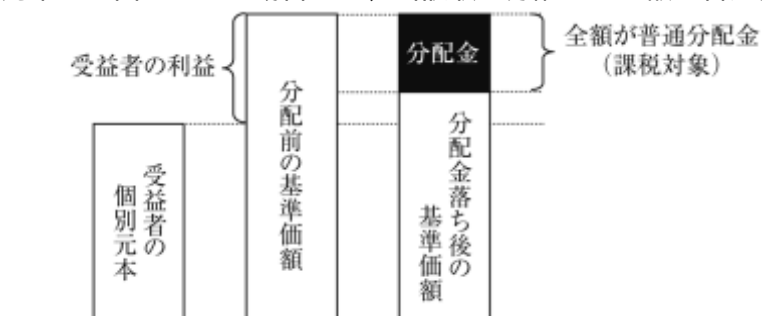 受益者の利益
分配金
全額が普通分配金
(課税対象)
受益者の
個別元本
分配前の基準価額
分配金落ち後の
基準価額